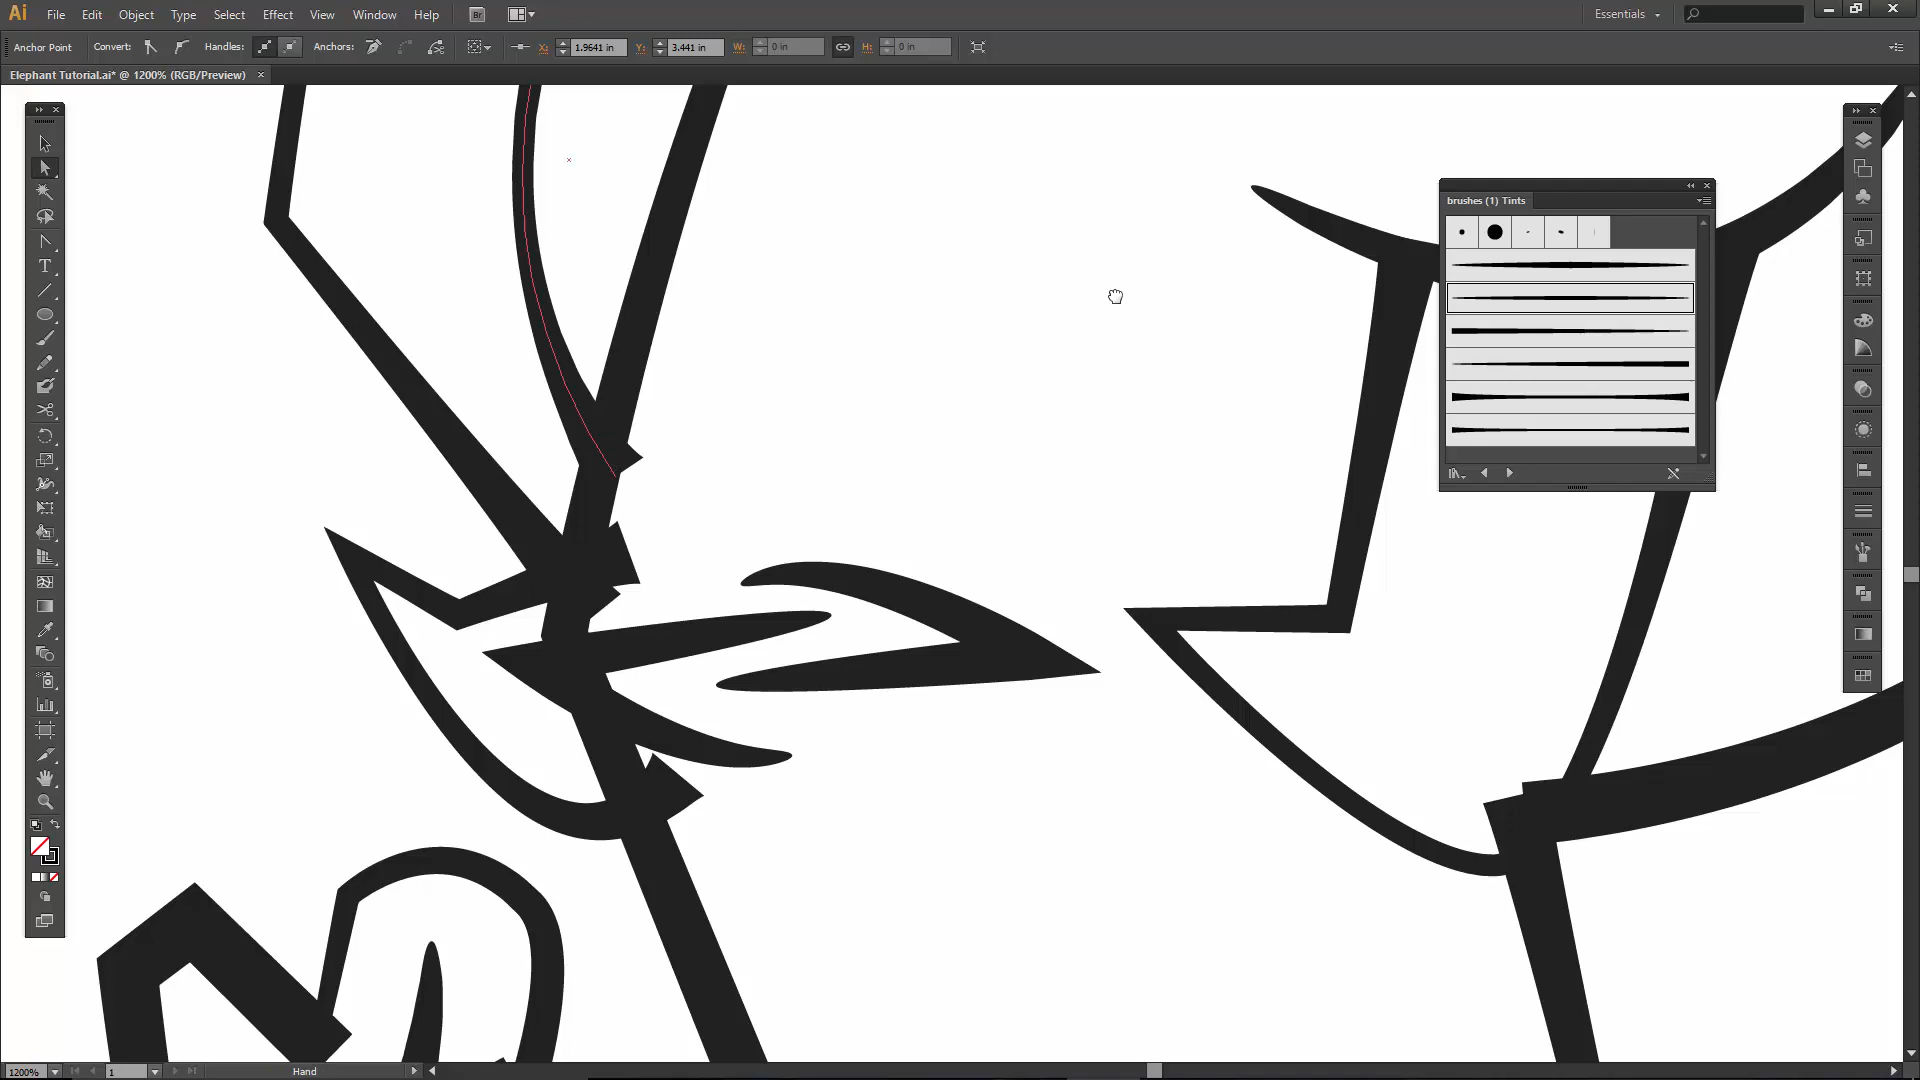 Ai File Edit Object Type Select Effect View Window Help Br Essentials
Anchor Point Convert: Handles: Anchors: X: 1.9641 in Y: 3.441 in W: 0 in H: 0 in
Elephant Tutorial.ai* @ 1200% (RGB/Preview)
brushes (1) Tints
1200% 1 Hand